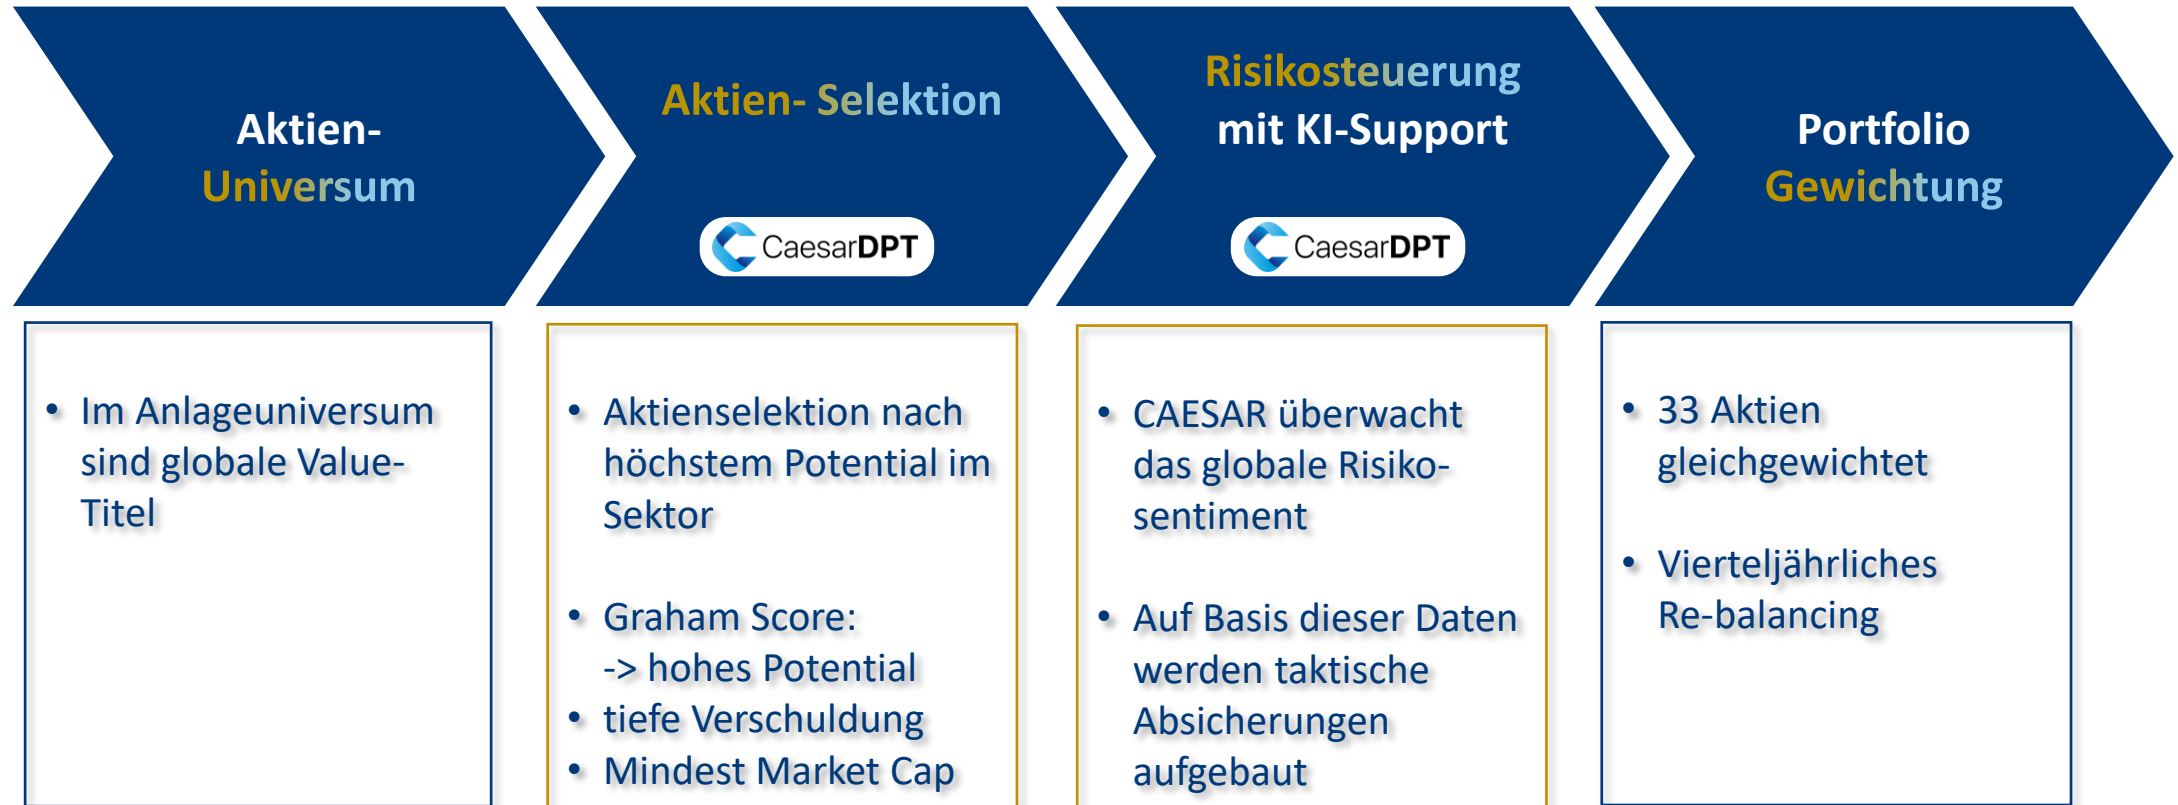 Aktien-
Universum
Aktien- Selektion
CaesarDPT
Risikosteuerung
mit KI-Support
CaesarDPT
Portfolio
Gewichtung
• Im Anlageuniversum
sind globale Value-
Titel
• Aktienselektion nach
höchstem Potential im
Sektor
• Graham Score:
-> hohes Potential
• tiefe Verschuldung
• Mindest Market Cap
• CAESAR überwacht
das globale Risiko-
sentiment
• Auf Basis dieser Daten
werden taktische
Absicherungen
aufgebaut
• 33 Aktien
gleichgewichtet
• Vierteljährliches
Re-balancing